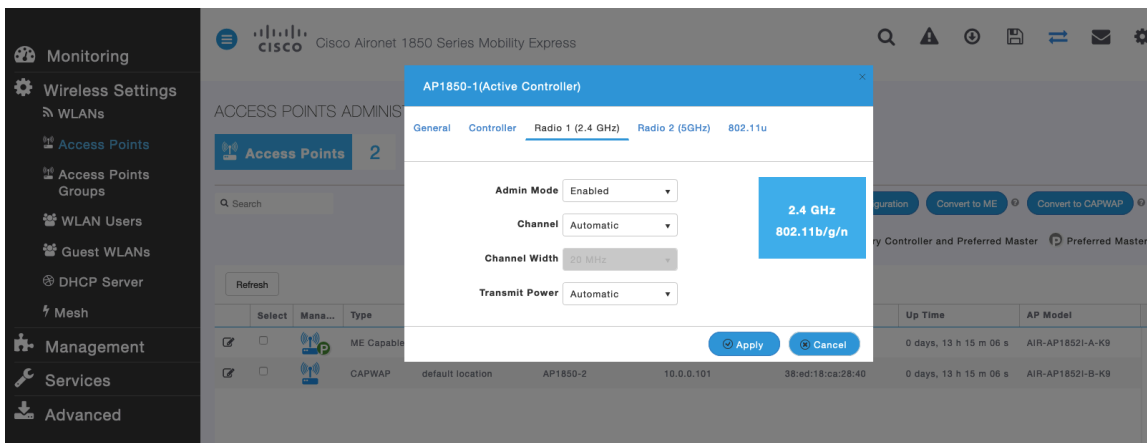 CISCO Cisco Aironet 1850 Series Mobility Express
Monitoring
Wireless Settings
WLANs
Access Points
Access Points
Groups
WLAN Users
Guest WLANs
DHCP Server
Mesh
Management
Services
Advanced
ACCESS POINTS ADMINIS
Access Points 2
Search
guration Convert to ME Convert to CAPWAP
ry Controller and Preferred Master P Preferred Master
Refresh
Select Mana... Type Up Time AP Model
P ME Capable 0 days, 13 h 15 m 06 s AIR-AP1852I-A-K9
CAPWAP default location AP1850-2 10.0.0.101 38:ed:18:ca:28:40 0 days, 13 h 15 m 06 s AIR-AP1852I-B-K9
AP1850-1(Active Controller)
General Controller Radio 1 (2.4 GHz) Radio 2 (5GHz) 802.11u
Admin Mode Enabled
Channel Automatic
Channel Width 20 MHz
Transmit Power Automatic
2.4 GHz
802.11b/g/n
Apply Cancel